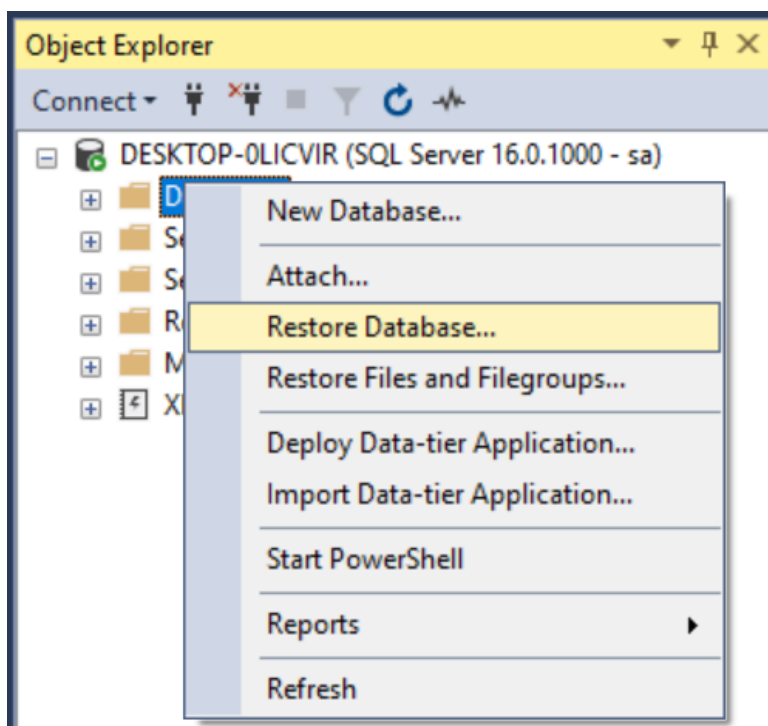 Object Explorer
Connect
DESKTOP-0LICVIR (SQL Server 16.0.1000 - sa)
New Database...
Attach...
Restore Database...
Restore Files and Filegroups...
Deploy Data-tier Application...
Import Data-tier Application...
Start PowerShell
Reports
Refresh